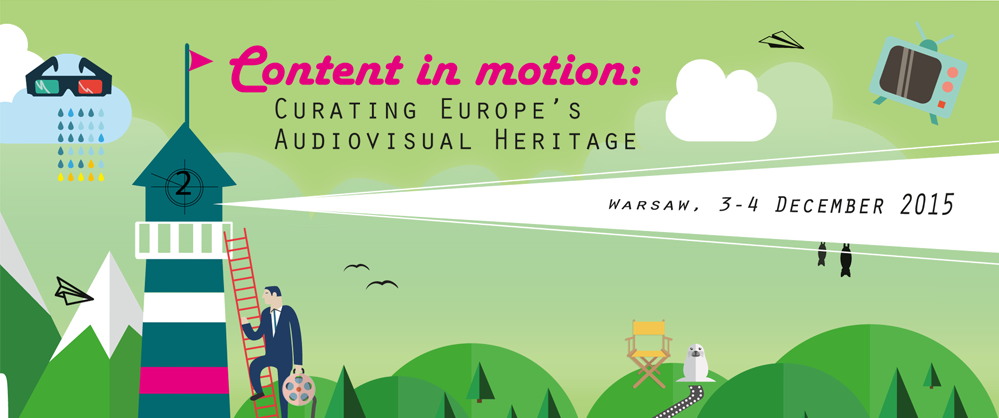 Content in motion:
Curating Europe's
Audiovisual Heritage
2
Warsaw, 3-4 December 2015